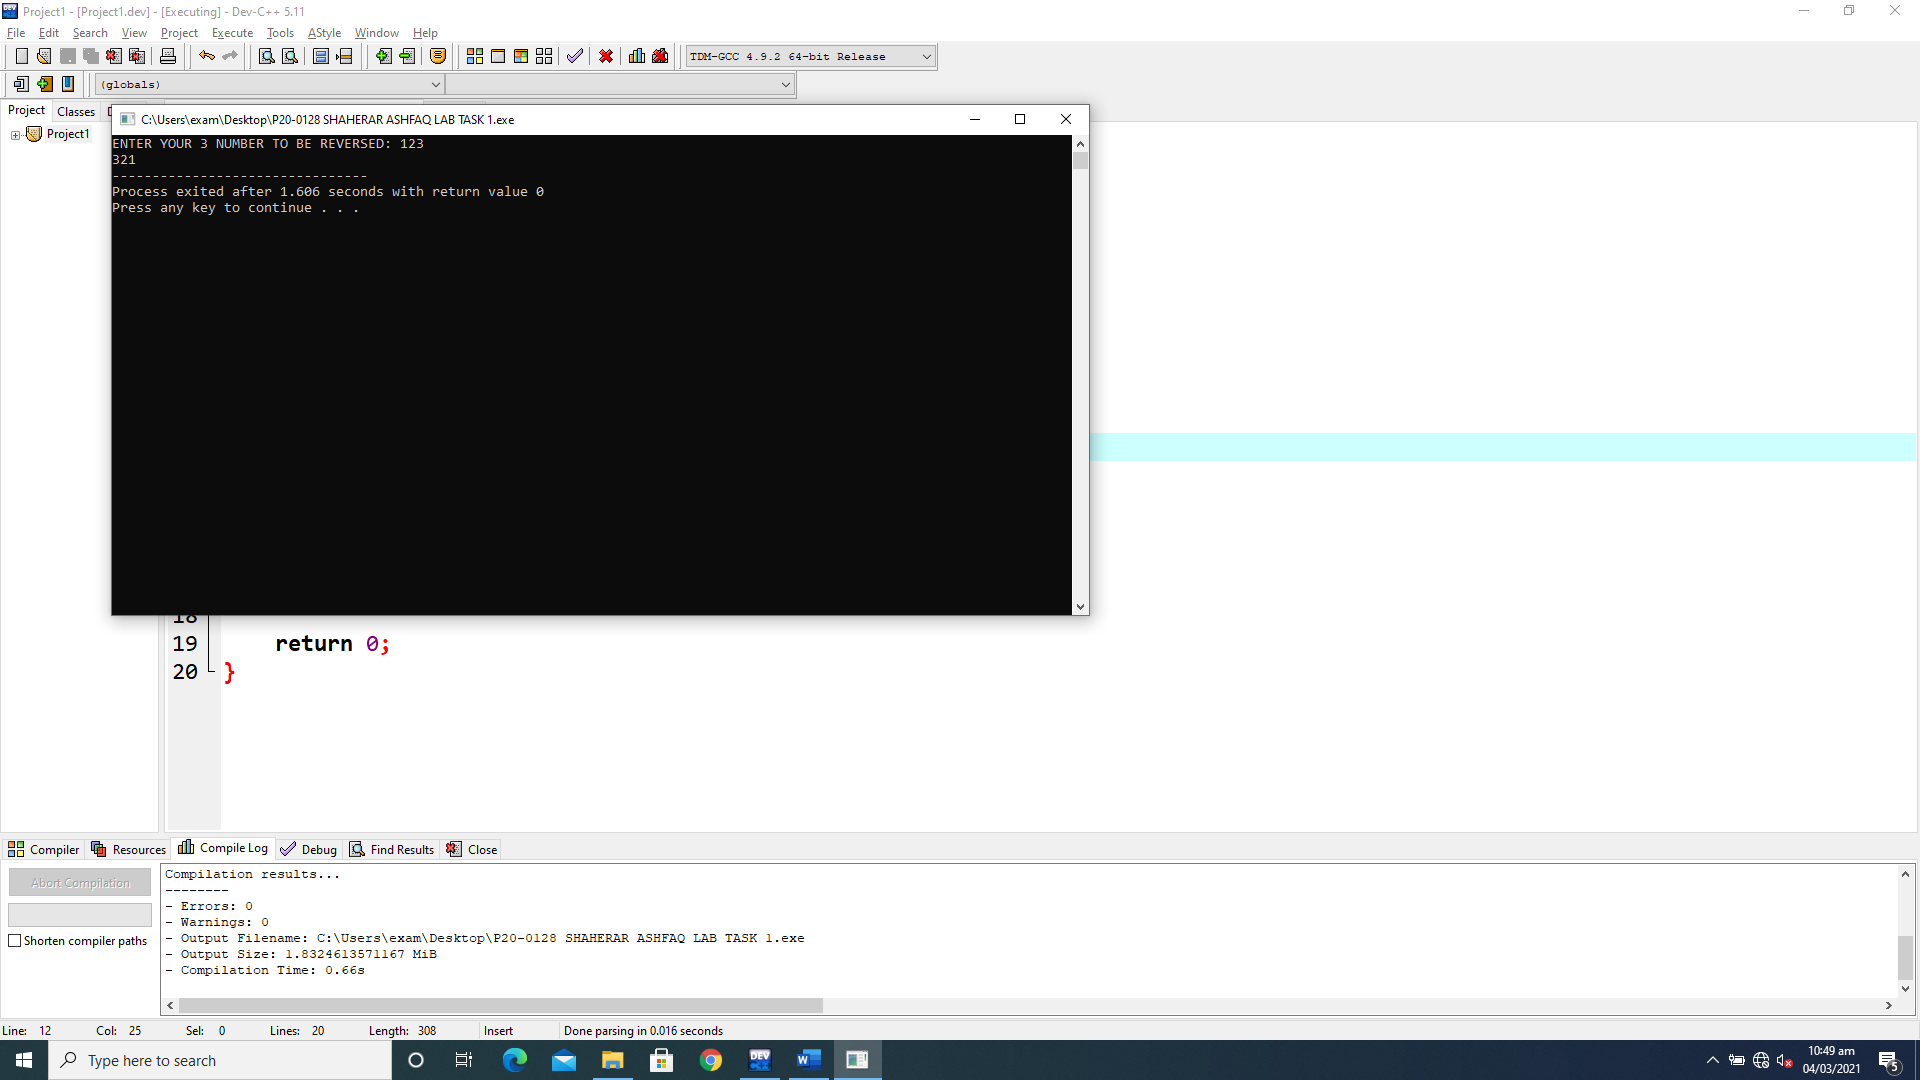 Project1 - [Project1.dev] - [Executing] - Dev-C++ 5.11
File Edit Search View Project Execute Tools AStyle Window Help
TDM-GCC 4.9.2 64-bit Release
(globals)
Project Classes
Project1
C:\Users\exam\Desktop\P20-0128 SHAHERAR ASHFAQ LAB TASK 1.exe
ENTER YOUR 3 NUMBER TO BE REVERSED: 123
321
--------------------------------
Process exited after 1.606 seconds with return value 0
Press any key to continue . . .
18
19 return 0;
20 }
Compiler Resources Compile Log Debug Find Results Close
Abort Compilation
Shorten compiler paths
Compilation results...
--------
- Errors: 0
- Warnings: 0
- Output Filename: C:\Users\exam\Desktop\P20-0128 SHAHERAR ASHFAQ LAB TASK 1.exe
- Output Size: 1.8324613571167 MiB
- Compilation Time: 0.66s
Line: 12 Col: 25 Sel: 0 Lines: 20 Length: 308 Insert Done parsing in 0.016 seconds
Type here to search
DEV
W
10:49 am
04/03/2021
5